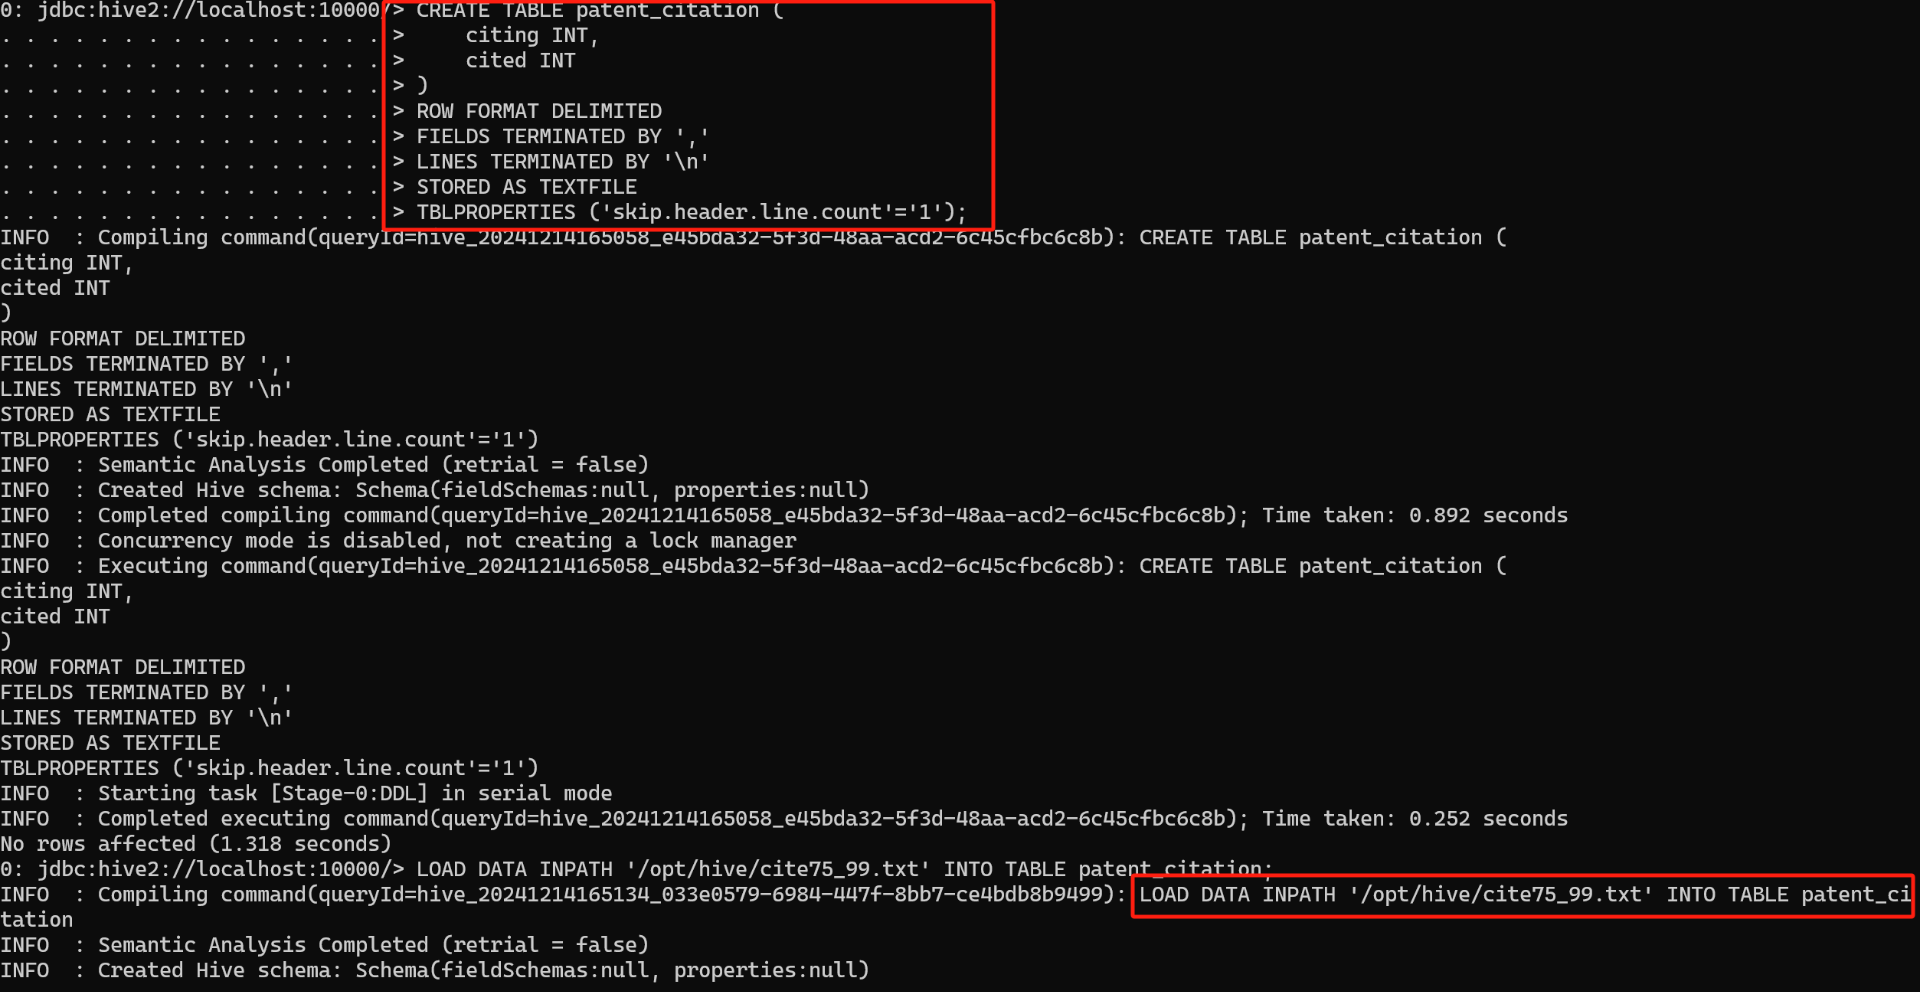 0: jdbc:hive2://localhost:10000/> CREATE TABLE patent_citation (
. . . . . . . . . . . . . . . . >     citing INT,
. . . . . . . . . . . . . . . . >     cited INT
. . . . . . . . . . . . . . . . > )
. . . . . . . . . . . . . . . . > ROW FORMAT DELIMITED
. . . . . . . . . . . . . . . . > FIELDS TERMINATED BY ','
. . . . . . . . . . . . . . . . > LINES TERMINATED BY '\n'
. . . . . . . . . . . . . . . . > STORED AS TEXTFILE
. . . . . . . . . . . . . . . . > TBLPROPERTIES ('skip.header.line.count'='1');
INFO  : Compiling command(queryId=hive_20241214165058_e45bda32-5f3d-48aa-acd2-6c45cfbc6c8b): CREATE TABLE patent_citation (
citing INT,
cited INT
)
ROW FORMAT DELIMITED
FIELDS TERMINATED BY ','
LINES TERMINATED BY '\n'
STORED AS TEXTFILE
TBLPROPERTIES ('skip.header.line.count'='1')
INFO  : Semantic Analysis Completed (retrial = false)
INFO  : Created Hive schema: Schema(fieldSchemas:null, properties:null)
INFO  : Completed compiling command(queryId=hive_20241214165058_e45bda32-5f3d-48aa-acd2-6c45cfbc6c8b); Time taken: 0.892 seconds
INFO  : Concurrency mode is disabled, not creating a lock manager
INFO  : Executing command(queryId=hive_20241214165058_e45bda32-5f3d-48aa-acd2-6c45cfbc6c8b): CREATE TABLE patent_citation (
citing INT,
cited INT
)
ROW FORMAT DELIMITED
FIELDS TERMINATED BY ','
LINES TERMINATED BY '\n'
STORED AS TEXTFILE
TBLPROPERTIES ('skip.header.line.count'='1')
INFO  : Starting task [Stage-0:DDL] in serial mode
INFO  : Completed executing command(queryId=hive_20241214165058_e45bda32-5f3d-48aa-acd2-6c45cfbc6c8b); Time taken: 0.252 seconds
No rows affected (1.318 seconds)
0: jdbc:hive2://localhost:10000/> LOAD DATA INPATH '/opt/hive/cite75_99.txt' INTO TABLE patent_citation;
INFO  : Compiling command(queryId=hive_20241214165134_033e0579-6984-447f-8bb7-ce4bdb8b9499): LOAD DATA INPATH '/opt/hive/cite75_99.txt' INTO TABLE patent_ci
tation
INFO  : Semantic Analysis Completed (retrial = false)
INFO  : Created Hive schema: Schema(fieldSchemas:null, properties:null)